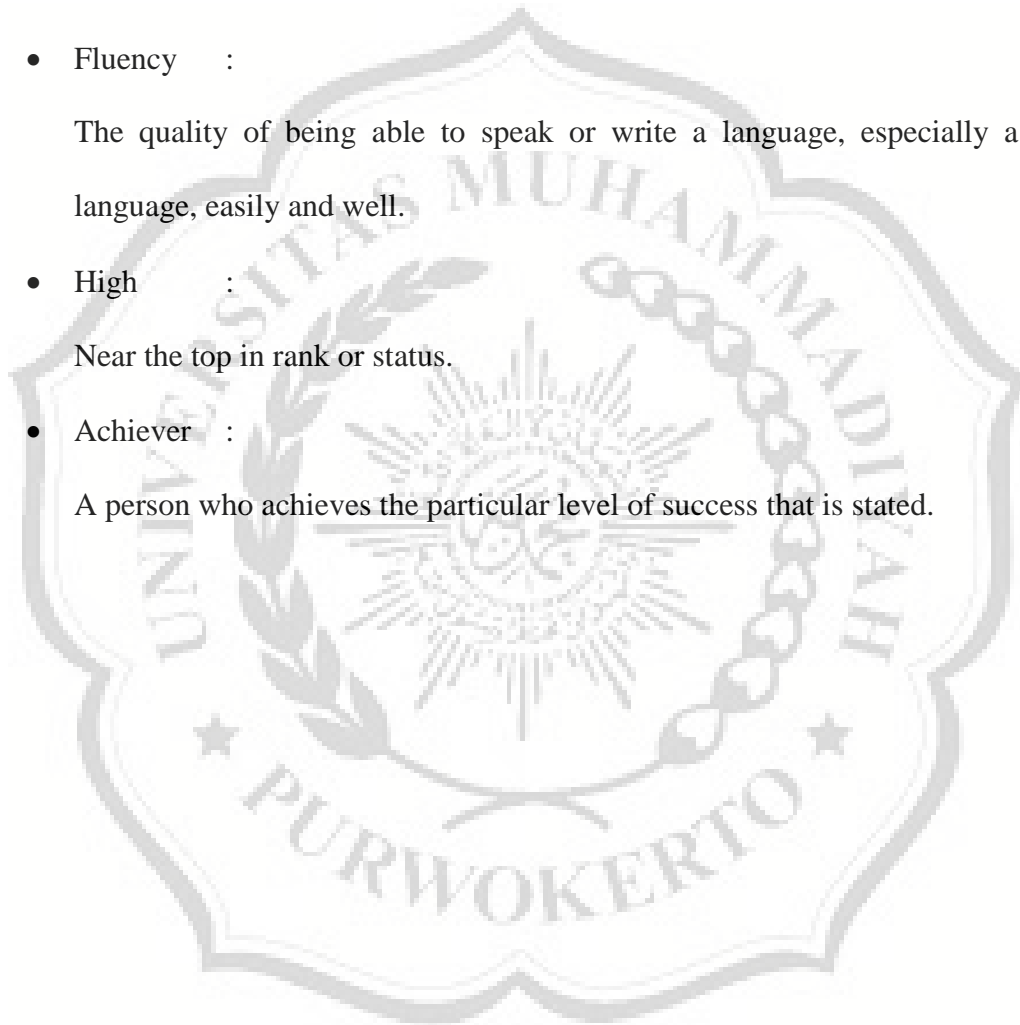 • Fluency :
The quality of being able to speak or write a language, especially a
language, easily and well.
• High :
Near the top in rank or status.
• Achiever :
A person who achieves the particular level of success that is stated.
UNIVERSITAS MUHAMMADIYAH
★ PURWOKERTO ★